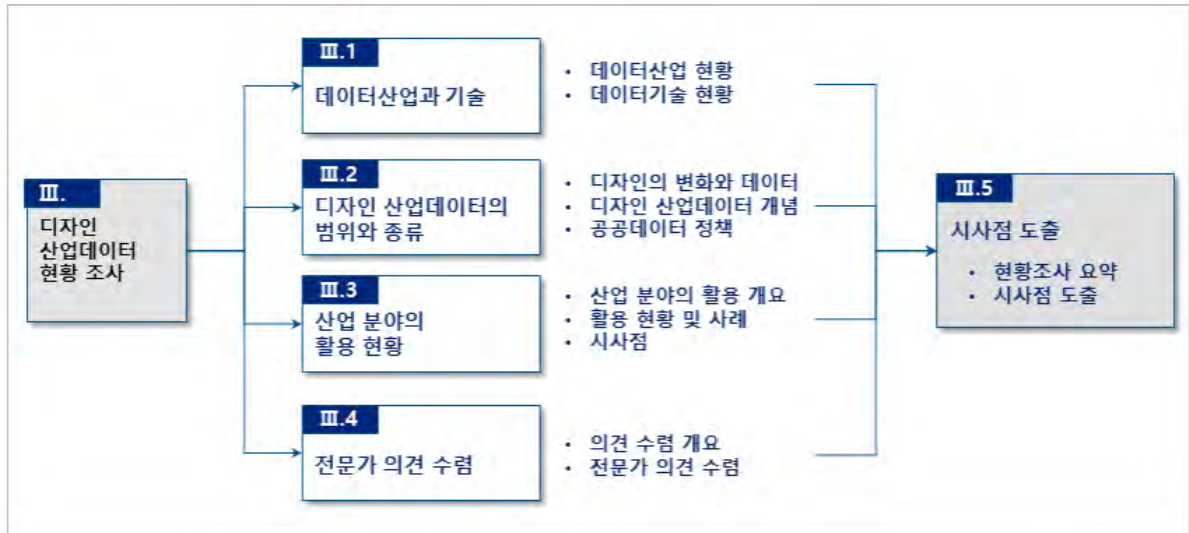 Ⅲ.
디자인
산업데이터
현황 조사
Ⅲ.1
데이터산업과 기술
• 데이터산업 현황
• 데이터기술 현황
Ⅲ.2
디자인 산업데이터의
범위와 종류
• 디자인의 변화와 데이터
• 디자인 산업데이터 개념
• 공공데이터 정책
Ⅲ.3
산업 분야의
활용 현황
• 산업 분야의 활용 개요
• 활용 현황 및 사례
• 시사점
Ⅲ.4
전문가 의견 수렴
• 의견 수렴 개요
• 전문가 의견 수렴
Ⅲ.5
시사점 도출
• 현황조사 요약
• 시사점 도출